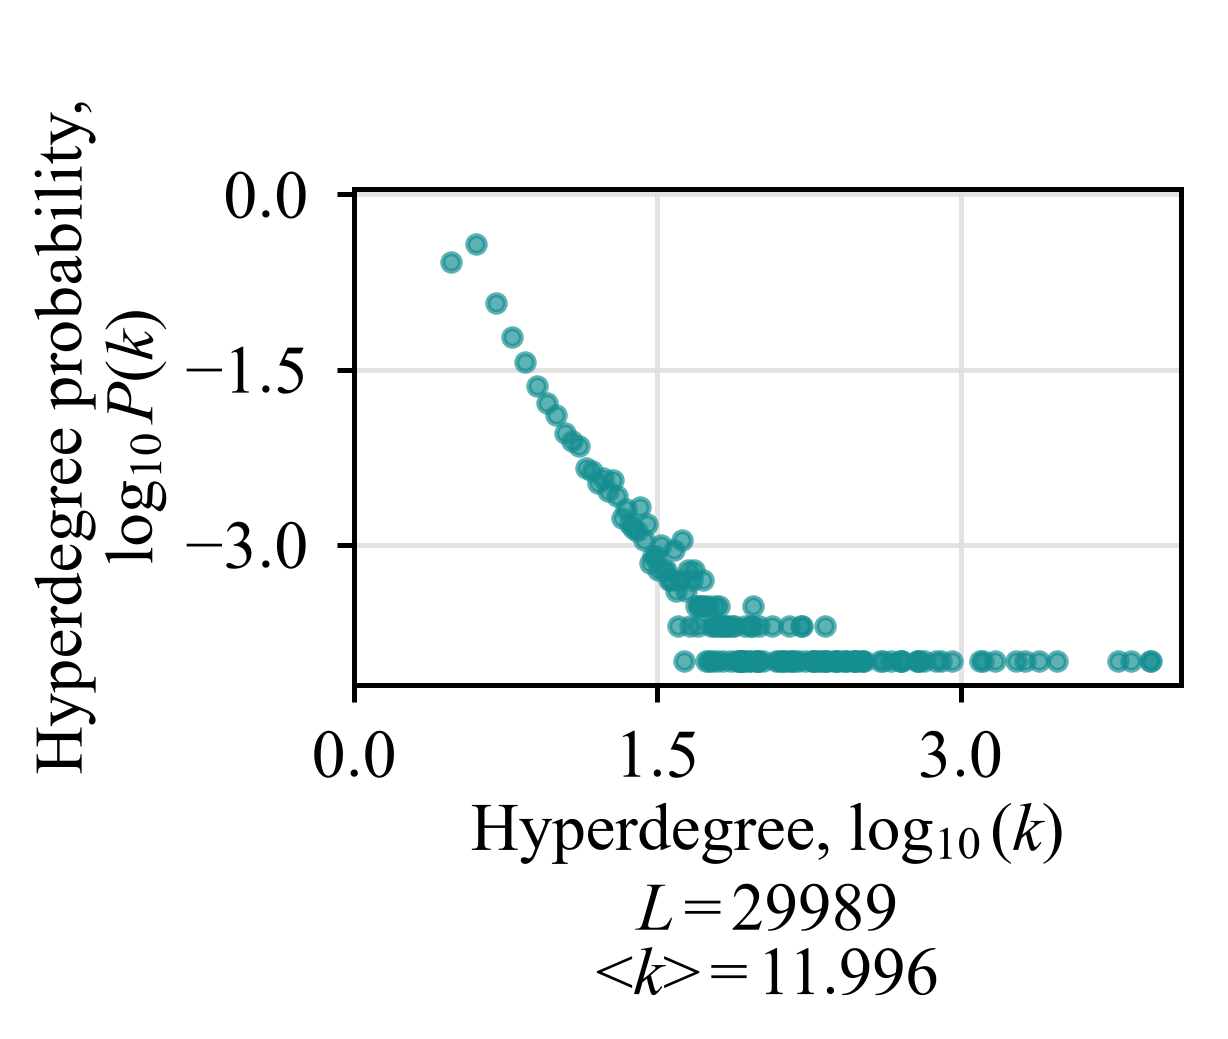 Hyperdegree probability,
log₁₀ P(k)
0.0
−1.5
−3.0
0.0 1.5 3.0
Hyperdegree, log₁₀ (k)
L = 29989
<k> = 11.996